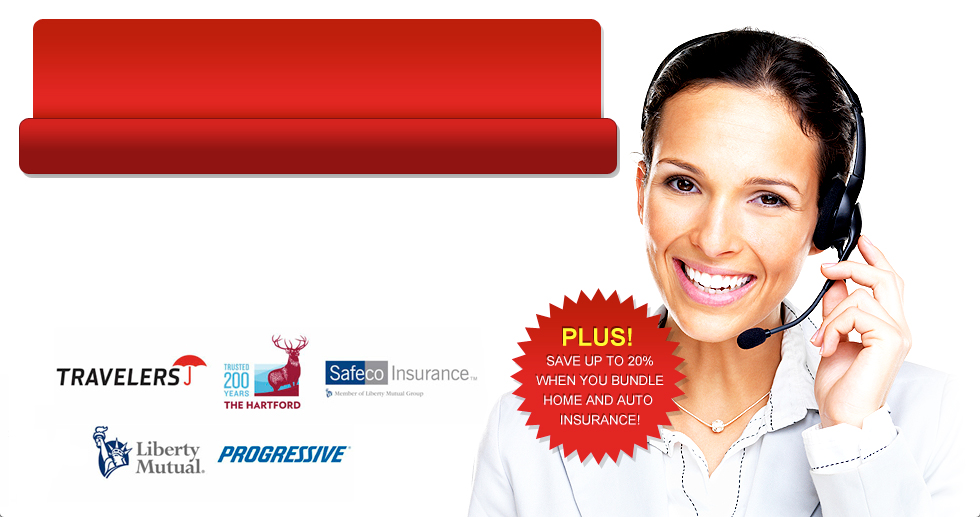 TRAVELERS
TRUSTED
200
YEARS
THE HARTFORD
Safeco Insurance™
Member of Liberty Mutual Group
Liberty
Mutual®
PROGRESSIVE
PLUS!
SAVE UP TO 20%
WHEN YOU BUNDLE
HOME AND AUTO
INSURANCE!